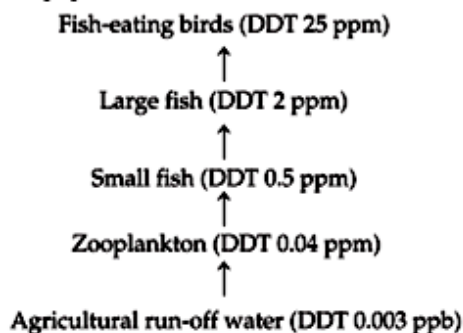 Fish-eating birds (DDT 25 ppm)
↑
Large fish (DDT 2 ppm)
↑
Small fish (DDT 0.5 ppm)
↑
Zooplankton (DDT 0.04 ppm)
↑
Agricultural run-off water (DDT 0.003 ppb)